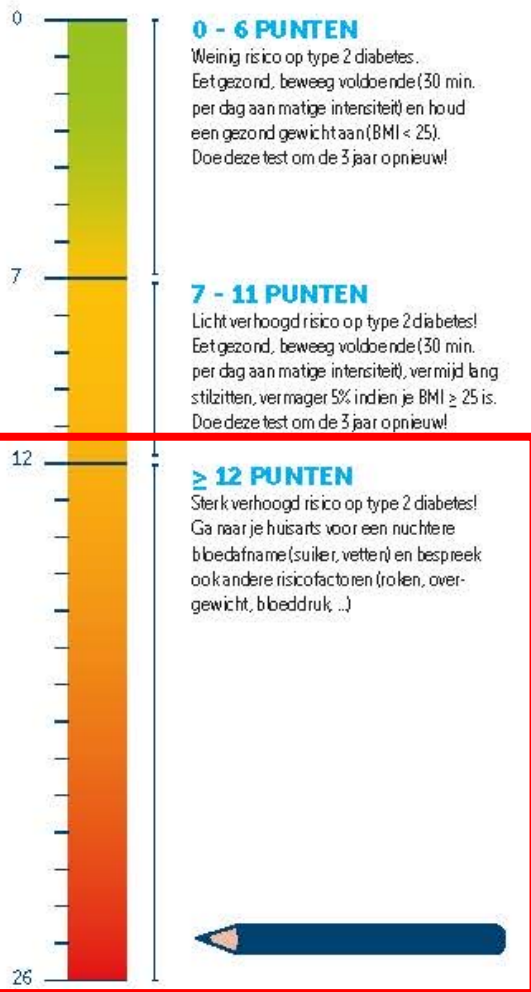 0
0 - 6 PUNTEN
Weinig risico op type 2 diabetes.
Eet gezond, beweeg voldoende (30 min.
per dag aan matige intensiteit) en houd
een gezond gewicht aan (BMI < 25).
Doe deze test om de 3 jaar opnieuw!
7
7 - 11 PUNTEN
Licht verhoogd risico op type 2 diabetes!
Eet gezond, beweeg voldoende (30 min.
per dag aan matige intensiteit), vermijd lang
stilzitten, vermager 5% indien je BMI ≥ 25 is.
Doe deze test om de 3 jaar opnieuw!
12
≥ 12 PUNTEN
Sterk verhoogd risico op type 2 diabetes!
Ga naar je huisarts voor een nuchtere
bloedafname (suiker, vetten) en bespreek
ook andere risicofactoren (roken, over-
gewicht, bloeddruk, ...)
26